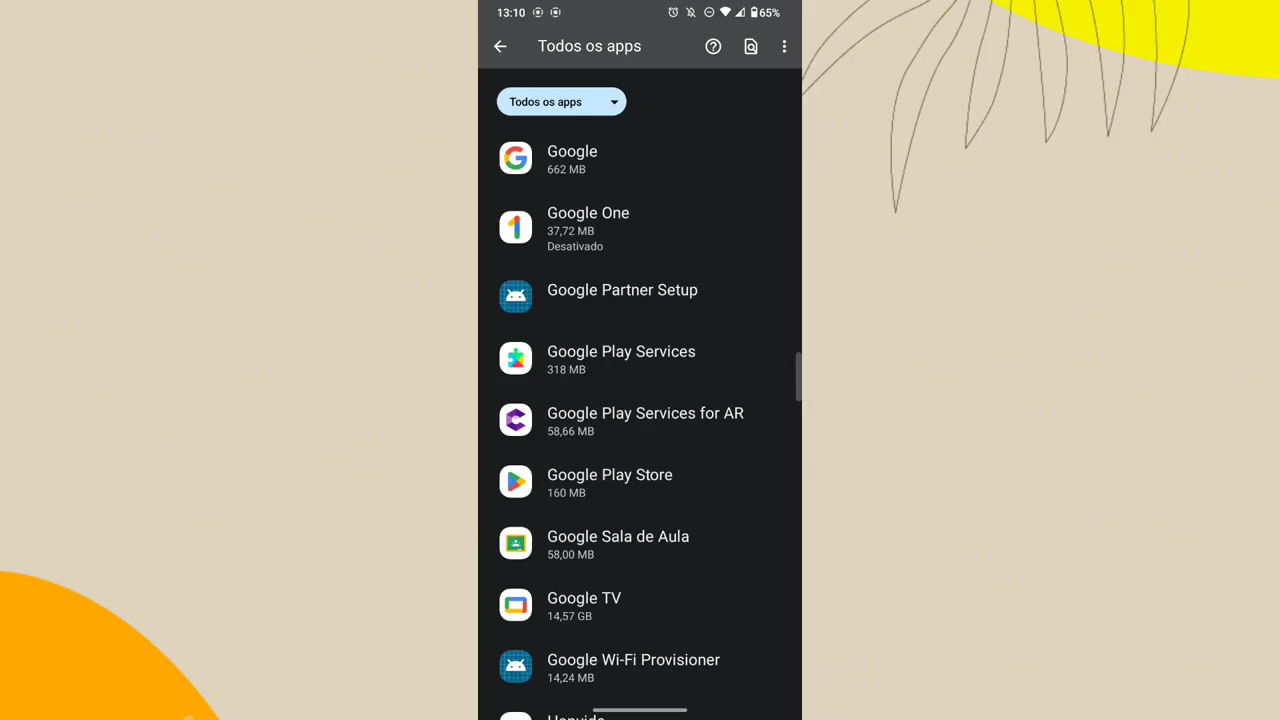 13:10 65%
Todos os apps
Todos os apps
Google
662 MB
Google One
37,72 MB
Desativado
Google Partner Setup
Google Play Services
318 MB
Google Play Services for AR
58,66 MB
Google Play Store
160 MB
Google Sala de Aula
58,00 MB
Google TV
14,57 GB
Google Wi-Fi Provisioner
14,24 MB